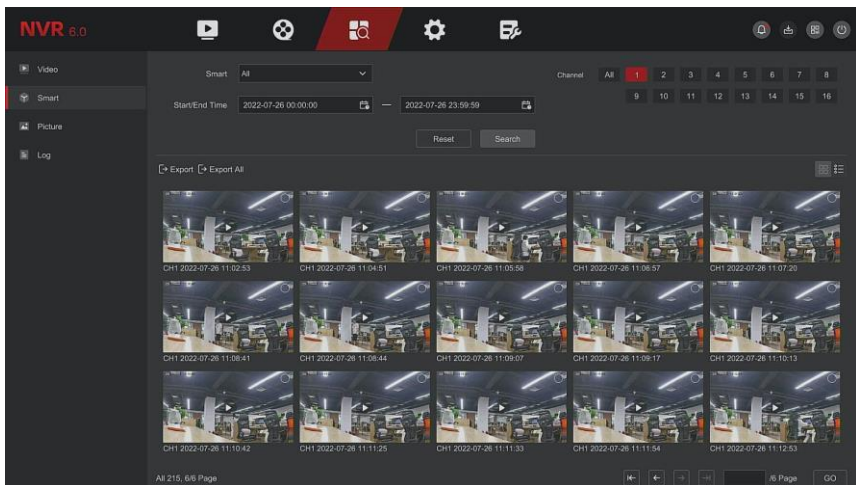 NVR 6.0
Video
Smart
Picture
Log
Smart All
Channel All 1 2 3 4 5 6 7 8
9 10 11 12 13 14 15 16
Start/End Time 2022-07-26 00:00:00 — 2022-07-26 23:59:59
Reset Search
Export Export All
CH1 2022-07-26 11:02:53 CH1 2022-07-26 11:04:51 CH1 2022-07-26 11:05:58 CH1 2022-07-26 11:06:57 CH1 2022-07-26 11:07:20
CH1 2022-07-26 11:08:41 CH1 2022-07-26 11:08:44 CH1 2022-07-26 11:09:07 CH1 2022-07-26 11:09:17 CH1 2022-07-26 11:10:13
CH1 2022-07-26 11:10:42 CH1 2022-07-26 11:11:25 CH1 2022-07-26 11:11:33 CH1 2022-07-26 11:11:54 CH1 2022-07-26 11:12:53
All 215, 6/6 Page /6 Page GO